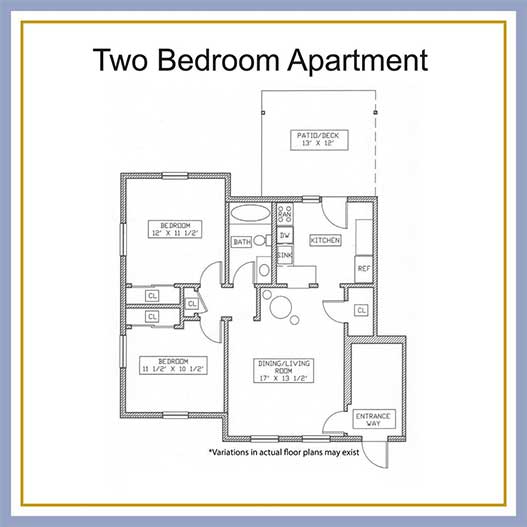 Two Bedroom Apartment
PATIO/DECK
13' X 12'
BEDROOM
12' X 11 1/2'
BATH
RAN
DW
SINK
KITCHEN
REF
CL
CL
CL
CL
BEDROOM
11 1/2' X 10 1/2'
DINING/LIVING
ROOM
17' X 13 1/2'
ENTRANCE
WAY
*Variations in actual floor plans may exist